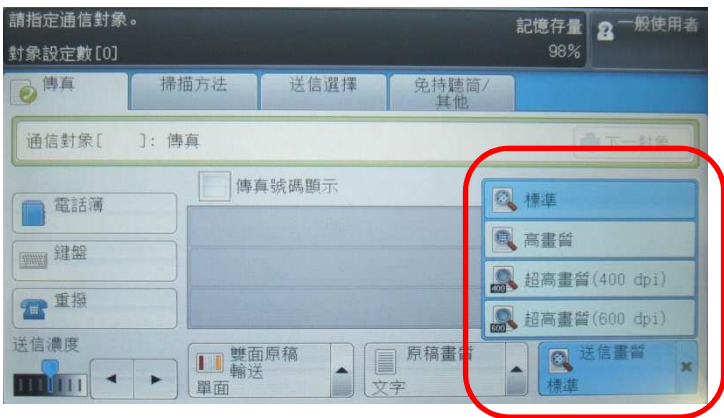 請指定通信對象。
記憶存量
一般使用者
對象設定數[0]
98%
傳真
掃描方法
送信選擇
免持聽筒/
其他
通信對象[    ]: 傳真
下一對象
傳真號碼顯示
電話簿
鍵盤
重撥
標準
高畫質
400
超高畫質(400 dpi)
600
超高畫質(600 dpi)
送信濃度
雙面原稿
輸送
單面
原稿畫質
文字
送信畫質
標準